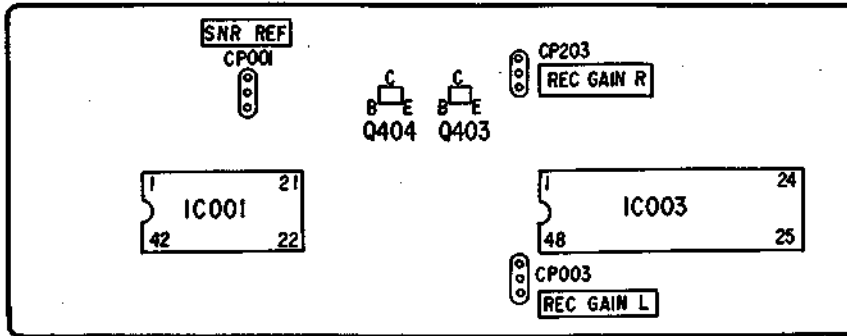 SNR REF
CP001
C
B E
Q404
C
B E
Q403
CP203
REC GAIN R
1 21
IC001
42 22
1 24
IC003
48 25
CP003
REC GAIN L